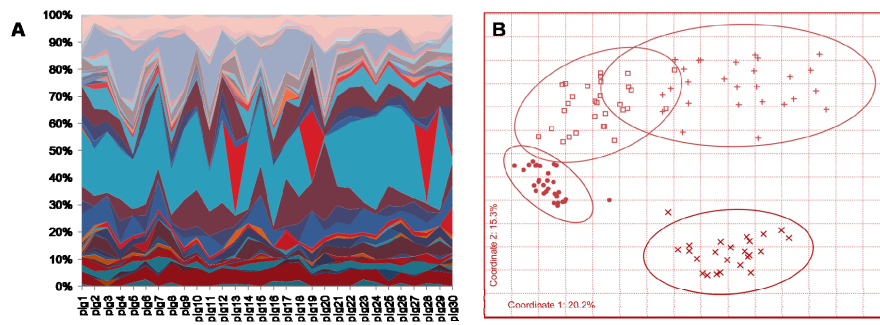 A
100%
90%
80%
70%
60%
50%
40%
30%
20%
10%
0%
pig1
pig2
pig3
pig4
pig5
pig6
pig7
pig8
pig9
pig10
pig11
pig12
pig13
pig14
pig15
pig16
pig17
pig18
pig19
pig20
pig21
pig22
pig23
pig24
pig25
pig26
pig27
pig28
pig29
pig30
B
Coordinate 2: 15.3%
Coordinate 1: 20.2%